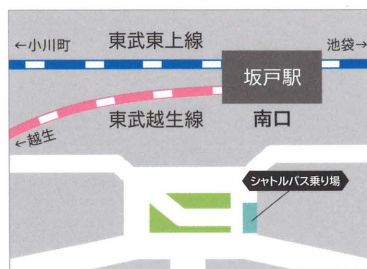 ←小川町
東武東上線
池袋→
坂戸駅
東武越生線
南口
←越生
シャトルバス乗り場